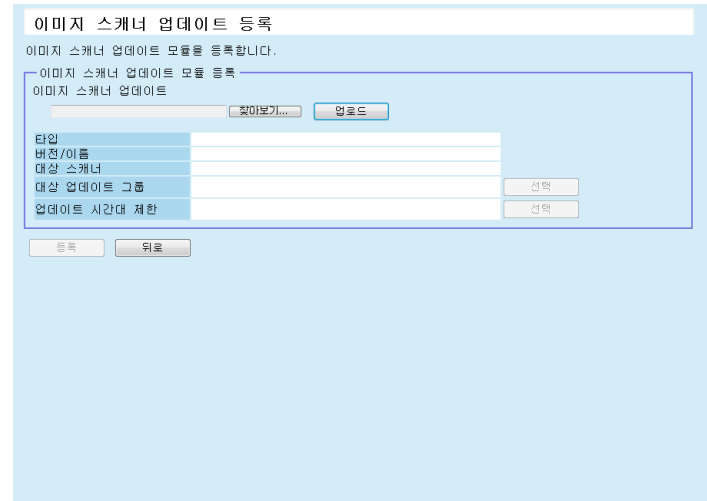 이미지 스캐너 업데이트 등록
이미지 스캐너 업데이트 모듈을 등록합니다.
이미지 스캐너 업데이트 모듈 등록
이미지 스캐너 업데이트
찾아보기... 업로드
타입
버전/이름
대상 스캐너
대상 업데이트 그룹 선택
업데이트 시간대 제한 선택
등록 뒤로